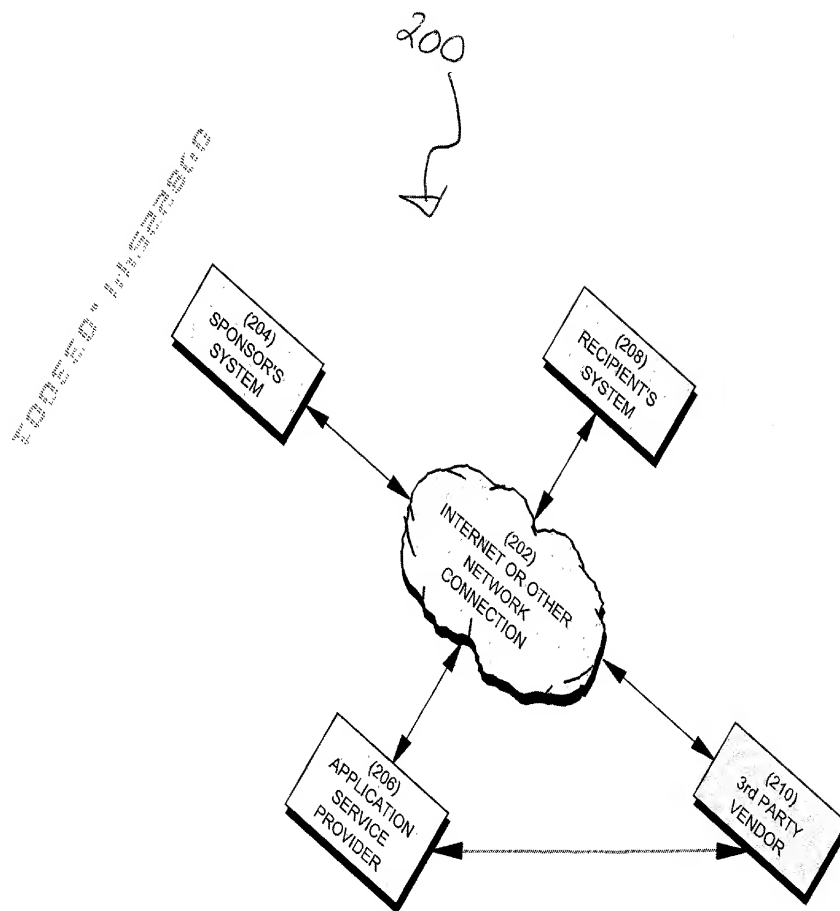 200
(204)
SPONSOR'S
SYSTEM
(208)
RECIPIENT'S
SYSTEM
(202)
INTERNET OR OTHER
NETWORK
CONNECTION
(206)
APPLICATION
SERVICE
PROVIDER
(210)
3rd PARTY
VENDOR